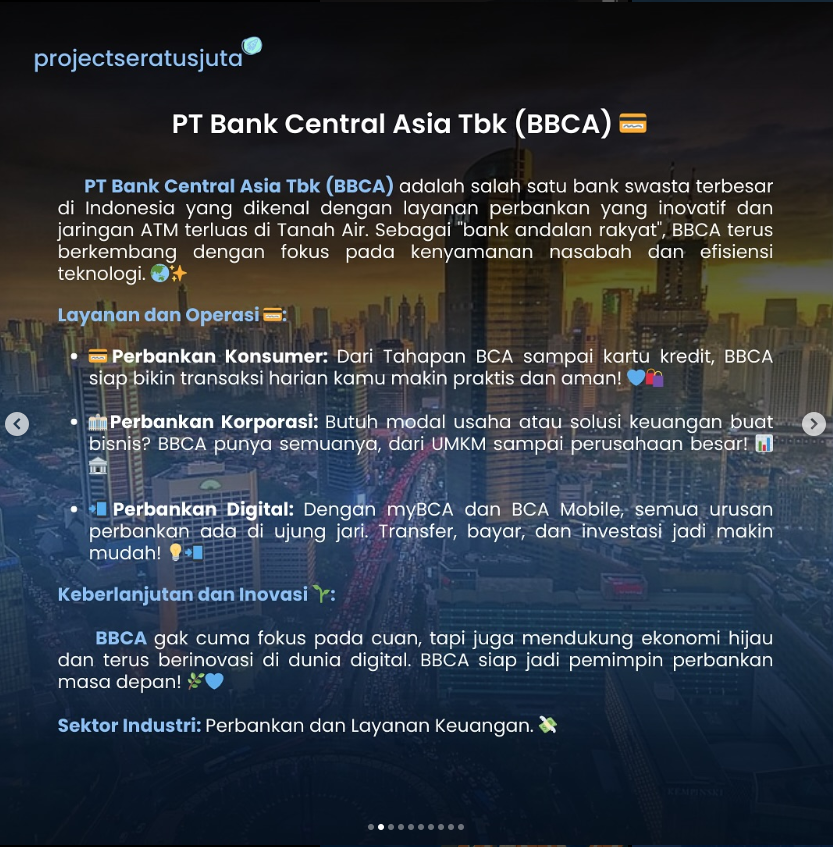 projectseratusjuta
PT Bank Central Asia Tbk (BBCA) 💳
PT Bank Central Asia Tbk (BBCA) adalah salah satu bank swasta terbesar
di Indonesia yang dikenal dengan layanan perbankan yang inovatif dan
jaringan ATM terluas di Tanah Air. Sebagai "bank andalan rakyat", BBCA terus
berkembang dengan fokus pada kenyamanan nasabah dan efisiensi
teknologi. 🌏✨
Layanan dan Operasi 💳:
• 💳 Perbankan Konsumer: Dari Tahapan BCA sampai kartu kredit, BBCA
siap bikin transaksi harian kamu makin praktis dan aman! 💙🛍️
• 🏙️Perbankan Korporasi: Butuh modal usaha atau solusi keuangan buat
bisnis? BBCA punya semuanya, dari UMKM sampai perusahaan besar! 📊
🏛️
• 📲 Perbankan Digital: Dengan myBCA dan BCA Mobile, semua urusan
perbankan ada di ujung jari. Transfer, bayar, dan investasi jadi makin
mudah! 💡📲
Keberlanjutan dan Inovasi 🌱:
BBCA gak cuma fokus pada cuan, tapi juga mendukung ekonomi hijau
dan terus berinovasi di dunia digital. BBCA siap jadi pemimpin perbankan
masa depan! 🌿💙
Sektor Industri: Perbankan dan Layanan Keuangan. 💸
KEMPINSKI